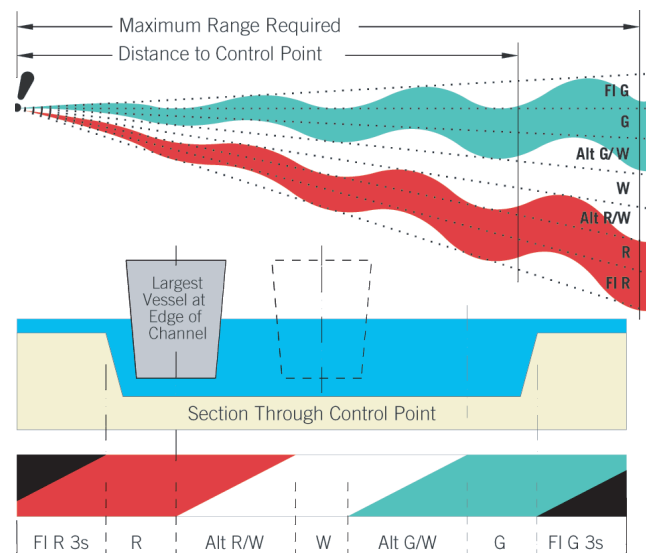 Maximum Range Required
Distance to Control Point
Fl G
G
Alt G/W
W
Alt R/W
R
Fl R
Largest
Vessel at
Edge of
Channel
Section Through Control Point
Fl R 3s R Alt R/W W Alt G/W G Fl G 3s